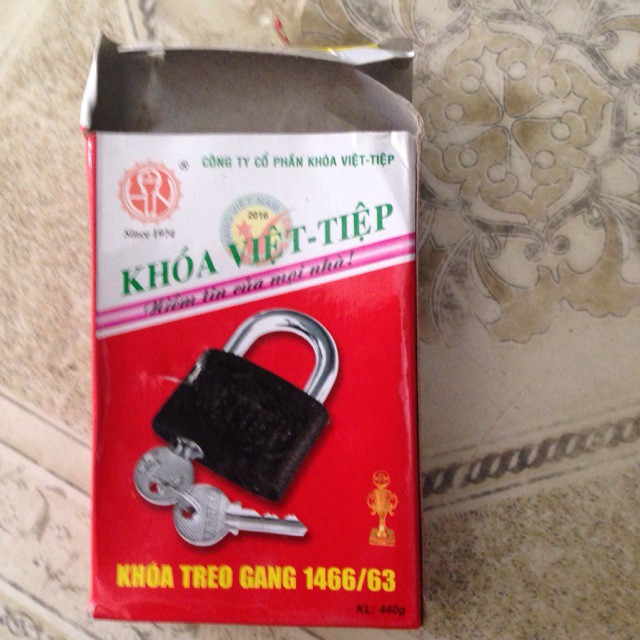 CÔNG TY CỔ PHẦN KHÓA VIỆT-TIỆP
®
Since 1974
2016
KHÓA VIỆT-TIỆP
Niềm tin của mọi nhà!
KHÓA TREO GANG 1466/63
KL: 440g